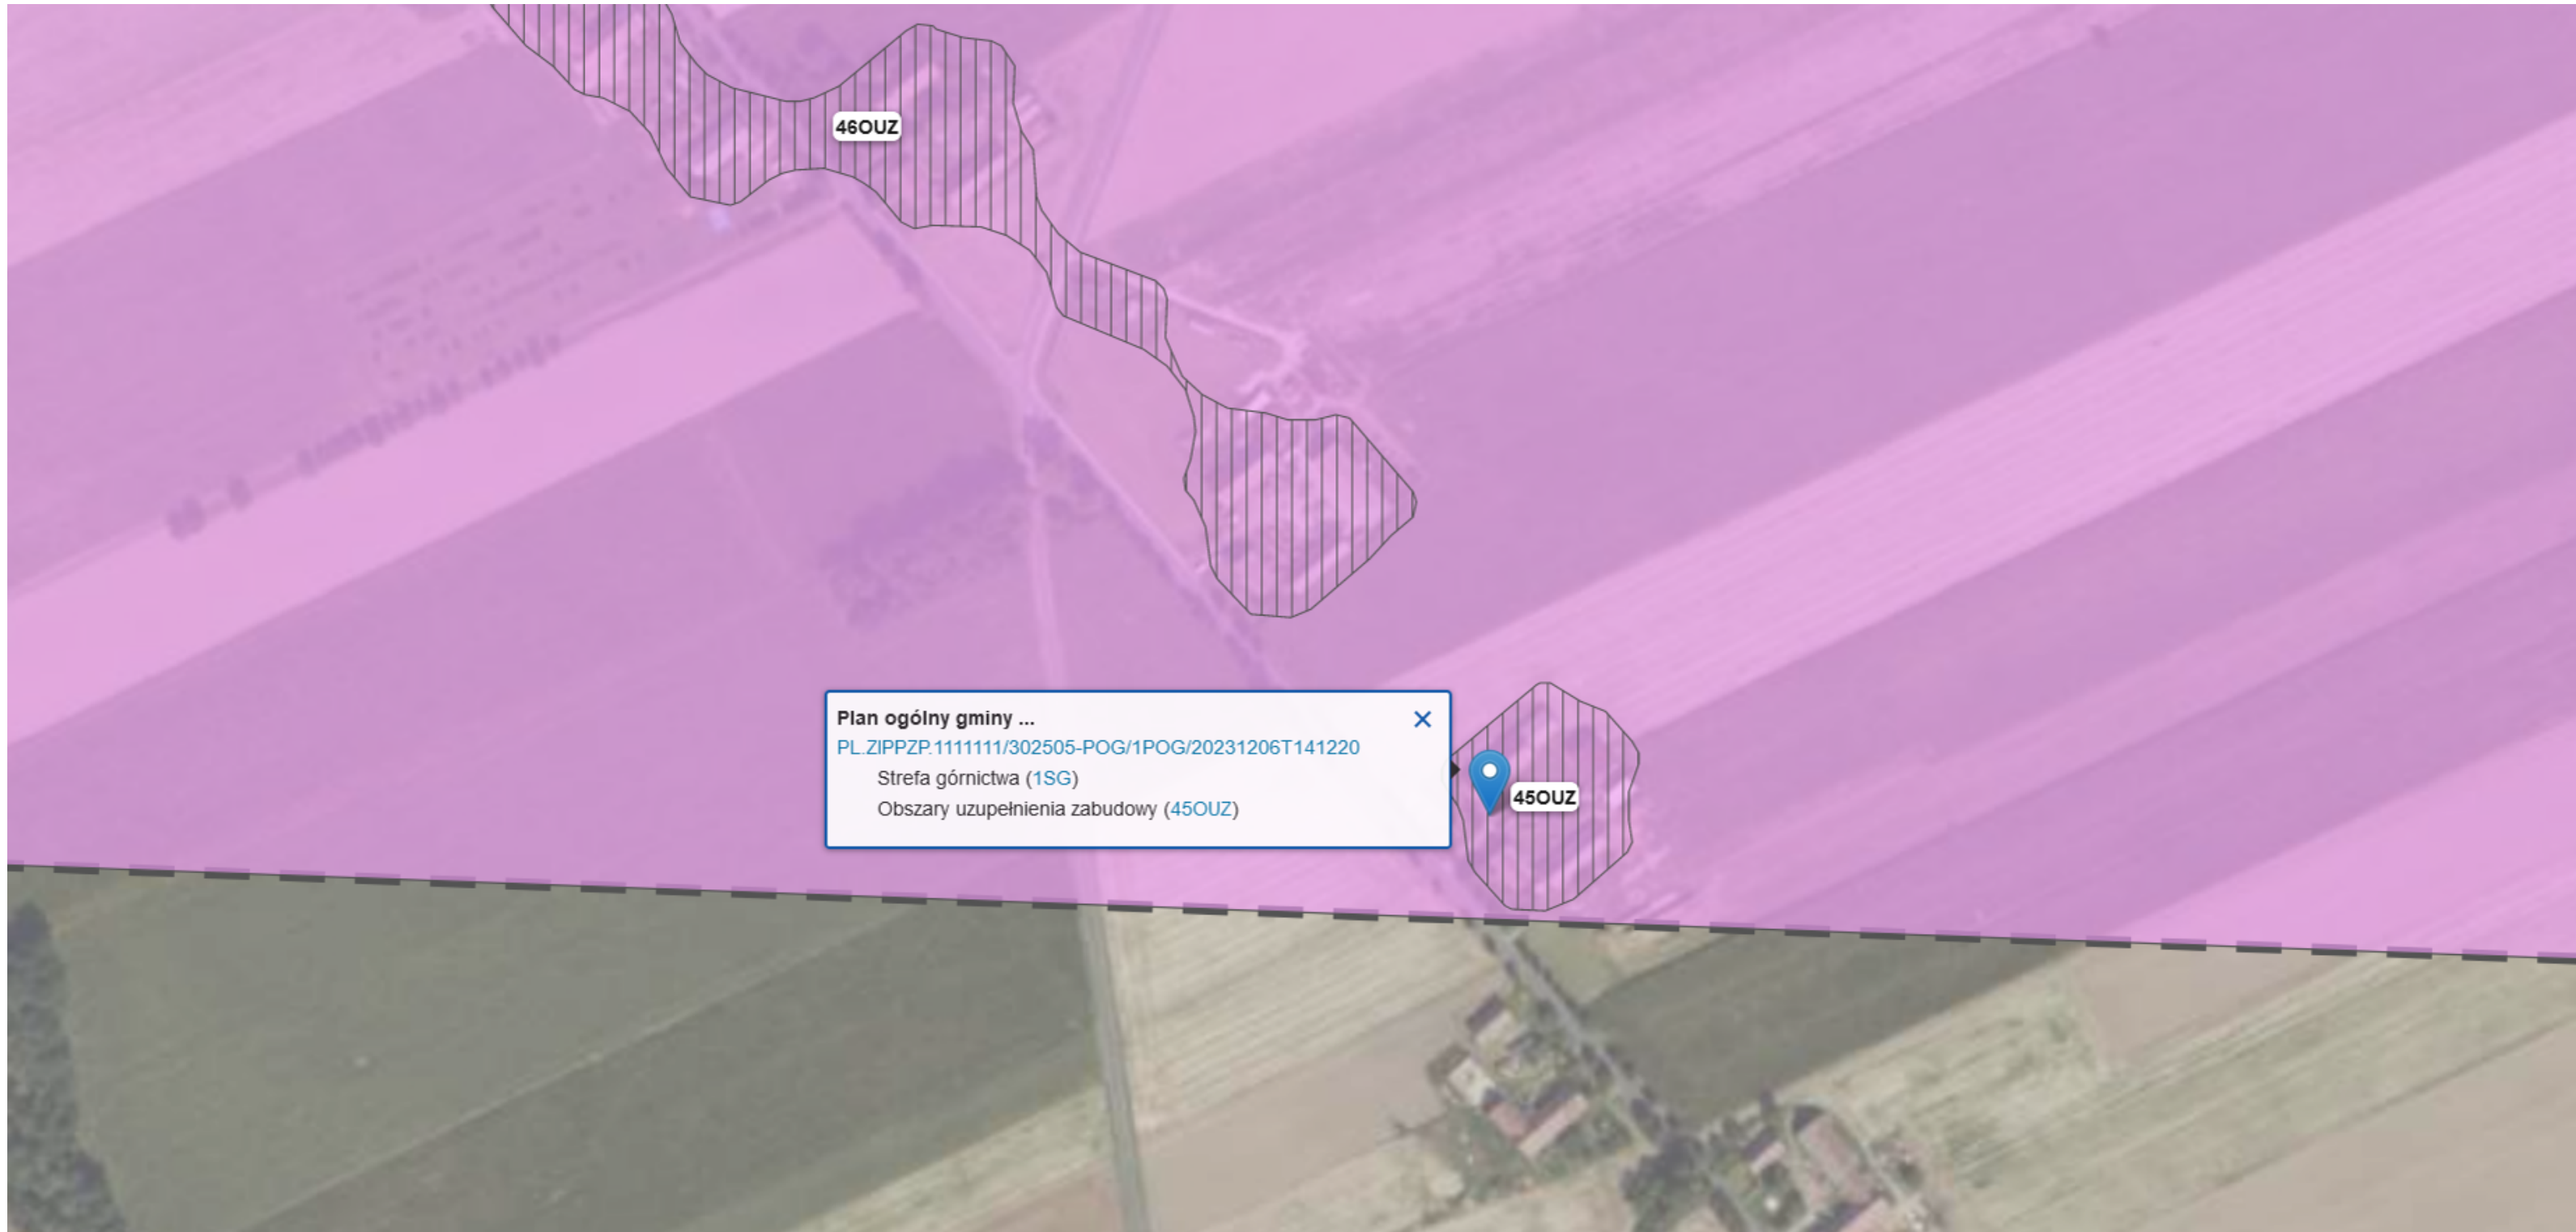 46OUZ
Plan ogólny gminy ...
PL.ZIPPZP.1111111/302505-POG/1POG/20231206T141220
Strefa górnictwa (1SG)
Obszary uzupełnienia zabudowy (45OUZ)
45OUZ